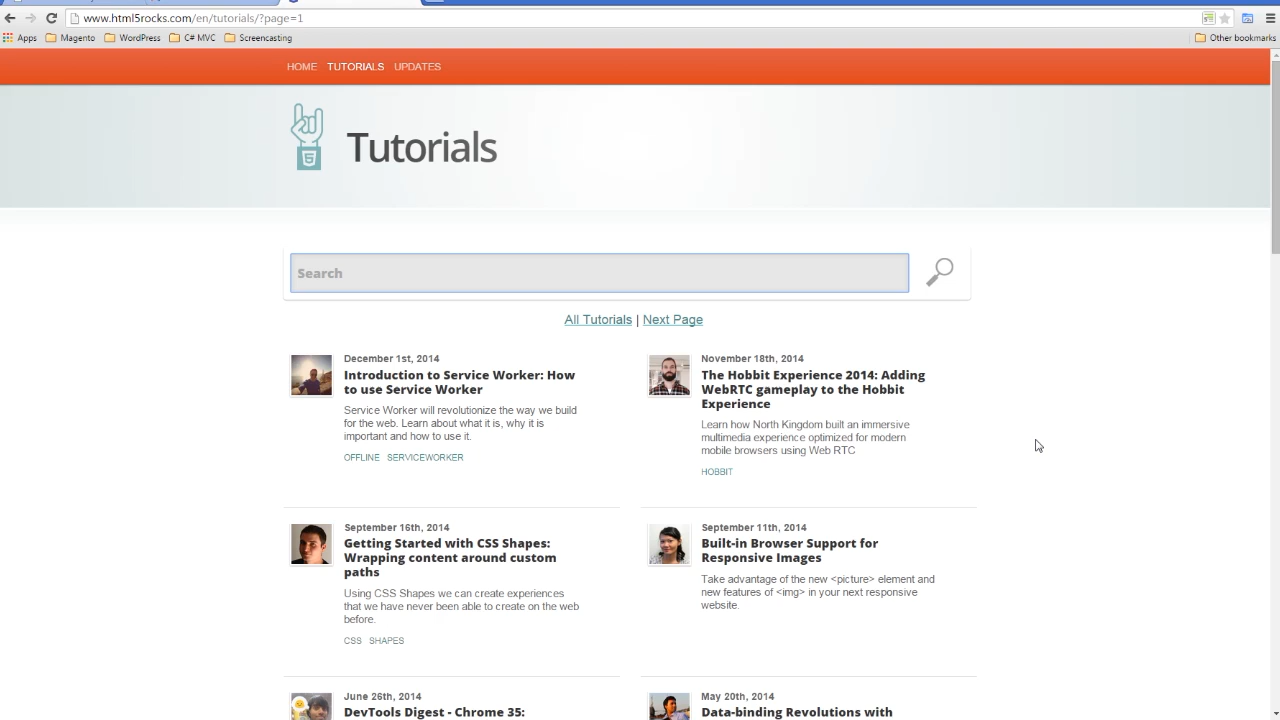 www.html5rocks.com/en/tutorials/?page=1
Apps Magento WordPress C# MVC Screencasting Other bookmarks
HOME TUTORIALS UPDATES
5
Tutorials
Search
All Tutorials | Next Page
December 1st, 2014
Introduction to Service Worker: How
to use Service Worker
Service Worker will revolutionize the way we build
for the web. Learn about what it is, why it is
important and how to use it.
OFFLINE SERVICEWORKER
November 18th, 2014
The Hobbit Experience 2014: Adding
WebRTC gameplay to the Hobbit
Experience
Learn how North Kingdom built an immersive
multimedia experience optimized for modern
mobile browsers using Web RTC
HOBBIT
September 16th, 2014
Getting Started with CSS Shapes:
Wrapping content around custom
paths
Using CSS Shapes we can create experiences
that we have never been able to create on the web
before.
CSS SHAPES
September 11th, 2014
Built-in Browser Support for
Responsive Images
Take advantage of the new <picture> element and
new features of <img> in your next responsive
website.
June 26th, 2014
DevTools Digest - Chrome 35:
May 20th, 2014
Data-binding Revolutions with